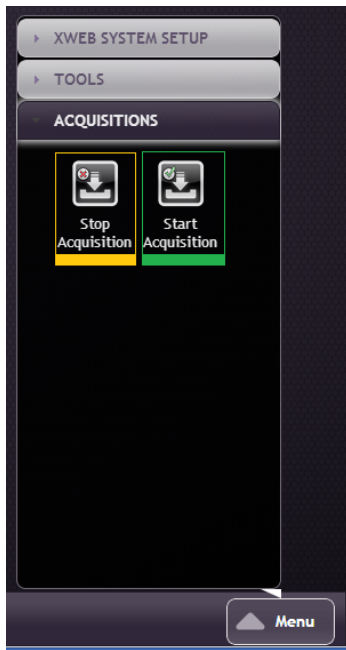 XWEB SYSTEM SETUP
TOOLS
ACQUISITIONS
Stop
Acquisition
Start
Acquisition
Menu